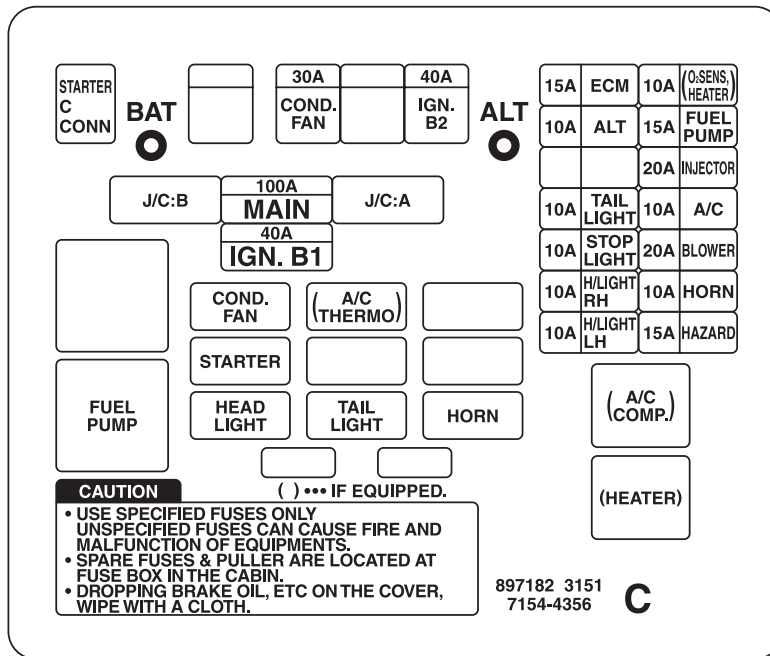 STARTER
C
CONN
BAT
30A
COND.
FAN
40A
IGN.
B2
ALT
15A ECM 10A (O₂SENS, HEATER)
10A ALT 15A FUEL PUMP
20A INJECTOR
10A TAIL LIGHT 10A A/C
10A STOP LIGHT 20A BLOWER
10A H/LIGHT RH 10A HORN
10A H/LIGHT LH 15A HAZARD
J/C:B
100A
MAIN
J/C:A
40A
IGN. B1
COND.
FAN
(A/C
THERMO)
STARTER
FUEL
PUMP
HEAD
LIGHT
TAIL
LIGHT
HORN
(A/C
COMP.)
(HEATER)
( ) ••• IF EQUIPPED.
CAUTION
• USE SPECIFIED FUSES ONLY
UNSPECIFIED FUSES CAN CAUSE FIRE AND
MALFUNCTION OF EQUIPMENTS.
• SPARE FUSES & PULLER ARE LOCATED AT
FUSE BOX IN THE CABIN.
• DROPPING BRAKE OIL, ETC ON THE COVER,
WIPE WITH A CLOTH.
897182 3151
7154-4356
C